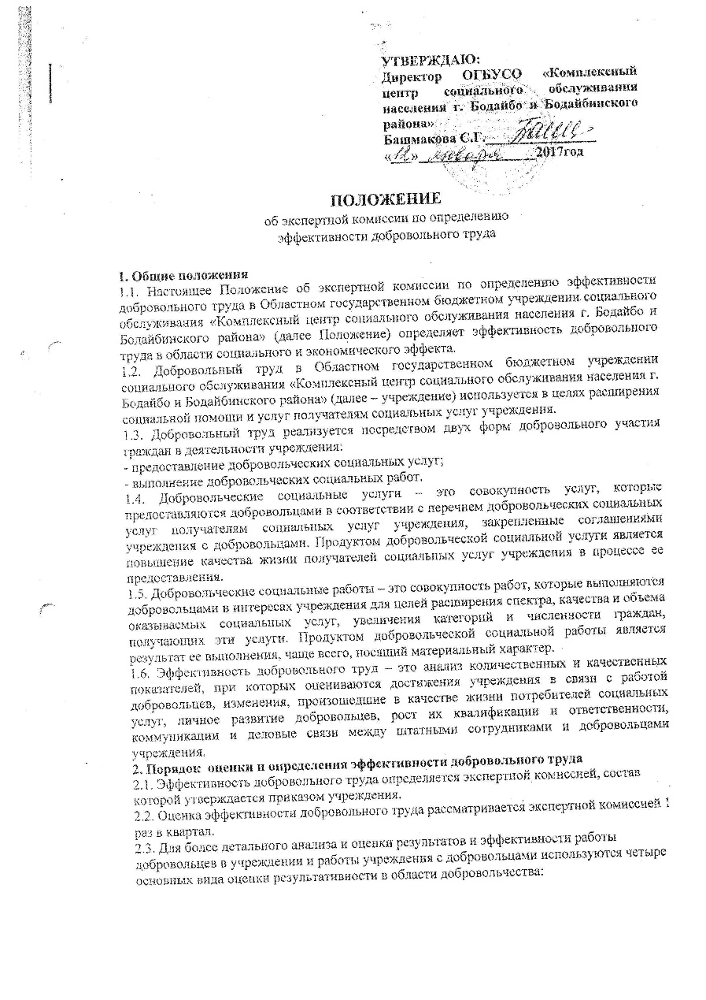 УТВЕРЖДАЮ:
Директор ОГБУСО «Комплексный
центр социального обслуживания
населения г. Бодайбо и Бодайбинского
района»
Башмакова С.Г.
«12» января 2017год
ПОЛОЖЕНИЕ
об экспертной комиссии по определению
эффективности добровольного труда
1. Общие положения
1.1. Настоящее Положение об экспертной комиссии по определению эффективности
добровольного труда в Областном государственном бюджетном учреждении социального
обслуживания «Комплексный центр социального обслуживания населения г. Бодайбо и
Бодайбинского района» (далее Положение) определяет эффективность добровольного
труда в области социального и экономического эффекта.
1.2. Добровольный труд в Областном государственном бюджетном учреждении
социального обслуживания «Комплексный центр социального обслуживания населения г.
Бодайбо и Бодайбинского района» (далее – учреждение) используется в целях расширения
социальной помощи и услуг получателям социальных услуг учреждения.
1.3. Добровольный труд реализуется посредством двух форм добровольного участия
граждан в деятельности учреждения:
- предоставление добровольческих социальных услуг;
- выполнение добровольческих социальных работ.
1.4. Добровольческие социальные услуги – это совокупность услуг, которые
предоставляются добровольцами в соответствии с перечнем добровольческих социальных
услуг получателям социальных услуг учреждения, закрепленные соглашениями
учреждения с добровольцами. Продуктом добровольческой социальной услуги является
повышение качества жизни получателей социальных услуг учреждения в процессе ее
предоставления.
1.5. Добровольческие социальные работы – это совокупность работ, которые выполняются
добровольцами в интересах учреждения для целей расширения спектра, качества и объема
оказываемых социальных услуг, увеличения категорий и численности граждан,
получающих эти услуги. Продуктом добровольческой социальной работы является
результат ее выполнения, чаще всего, носящий материальный характер.
1.6. Эффективность добровольного труд – это анализ количественных и качественных
показателей, при которых оцениваются достижения учреждения в связи с работой
добровольцев, изменения, произошедшие в качестве жизни потребителей социальных
услуг, личное развитие добровольцев, рост их квалификации и ответственности,
коммуникации и деловые связи между штатными сотрудниками и добровольцами
учреждения.
2. Порядок оценки и определения эффективности добровольного труда
2.1. Эффективность добровольного труда определяется экспертной комиссией, состав
которой утверждается приказом учреждения.
2.2. Оценка эффективности добровольного труда рассматривается экспертной комиссией 1
раз в квартал.
2.3. Для более детального анализа и оценки результатов и эффективности работы
добровольцев в учреждении и работы учреждения с добровольцами используются четыре
основных вида оценки результативности в области добровольчества: